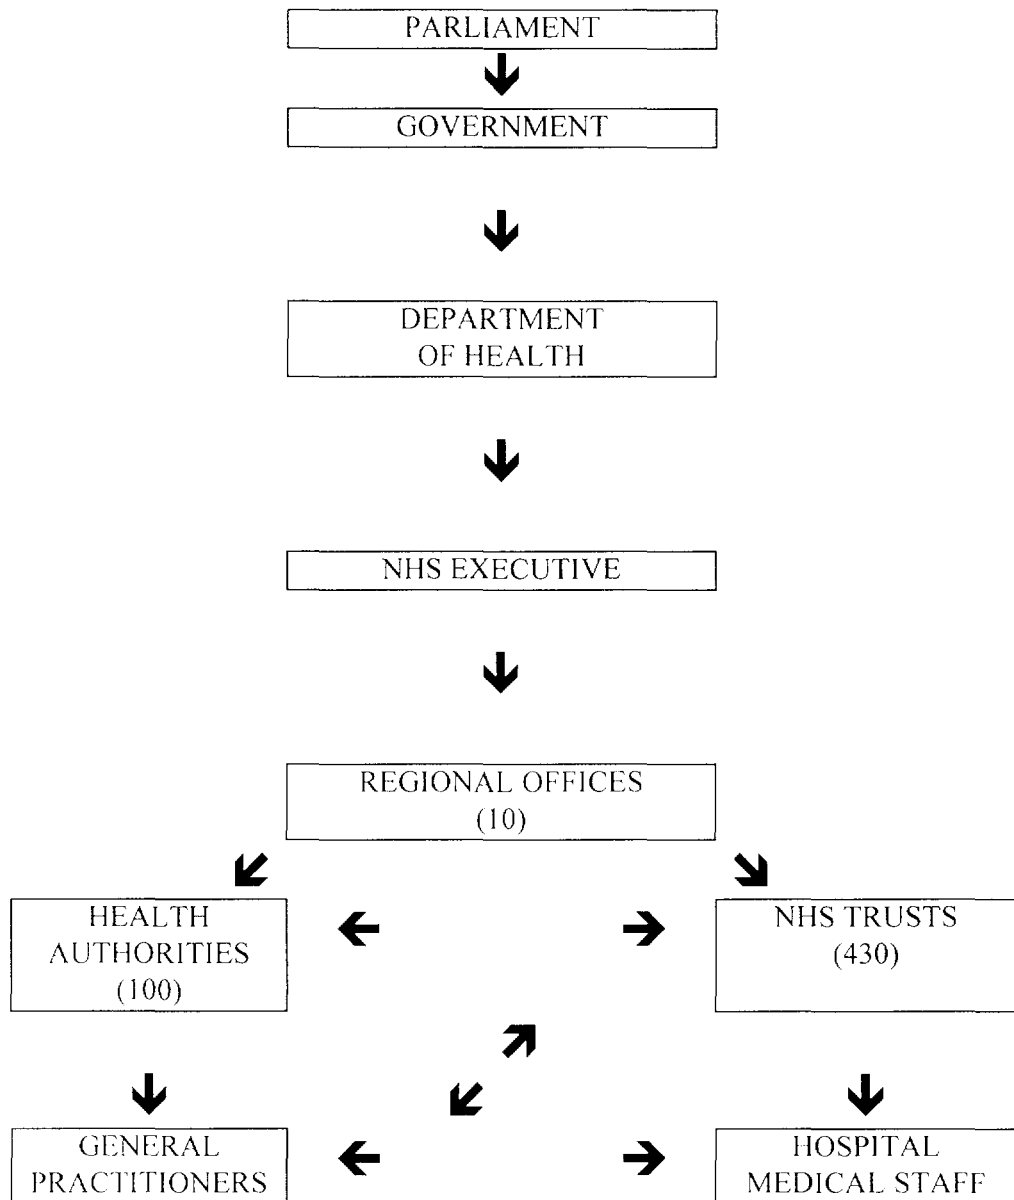 PARLIAMENT
GOVERNMENT
DEPARTMENT
OF HEALTH
NHS EXECUTIVE
REGIONAL OFFICES
(10)
HEALTH
AUTHORITIES
(100)
NHS TRUSTS
(430)
GENERAL
PRACTITIONERS
HOSPITAL
MEDICAL STAFF